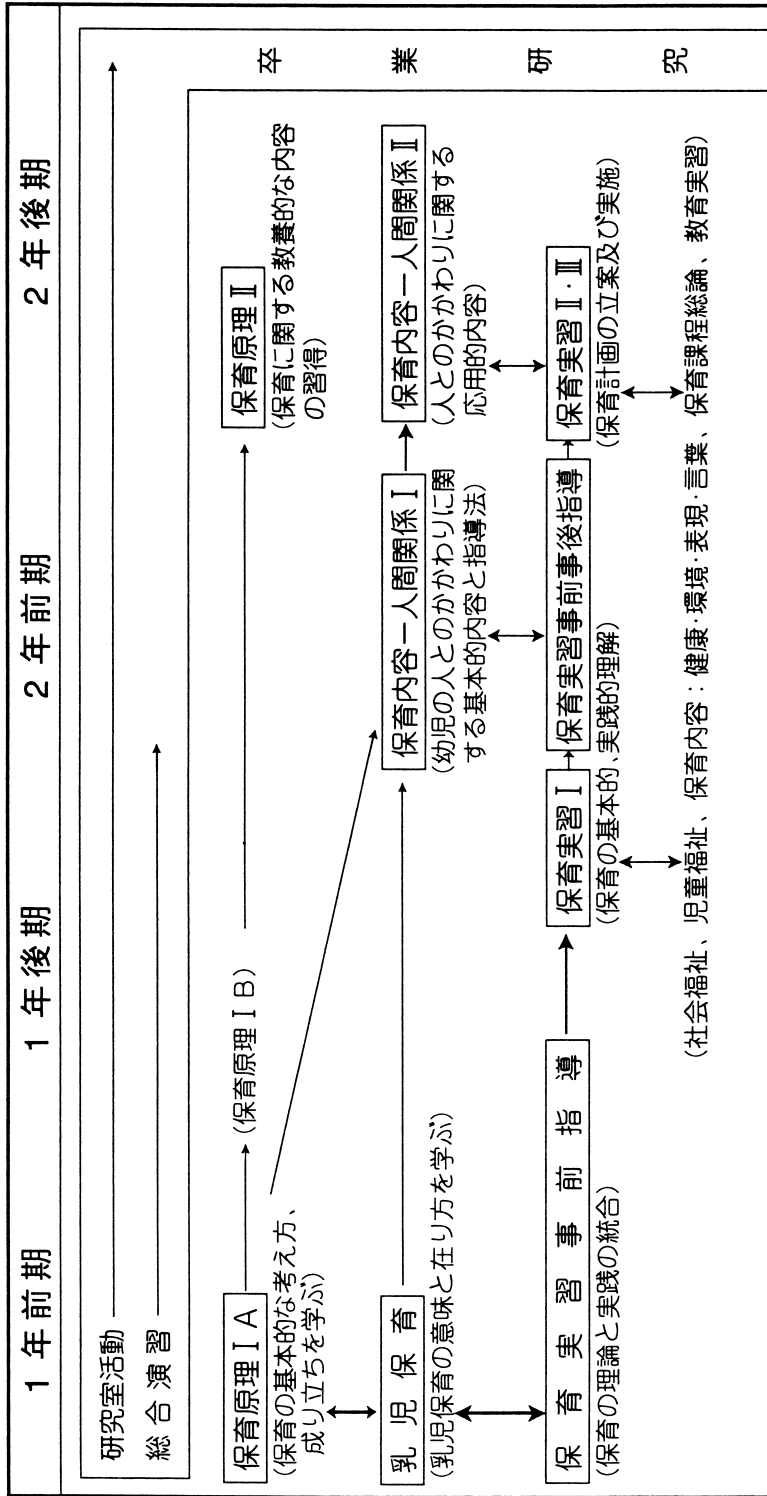 1年前期
1年後期
2年前期
2年後期
研究室活動
総合演習
卒業研究
保育原理ⅠA
(保育の基本的な考え方、
成り立ちを学ぶ)
(保育原理ⅠB)
保育原理Ⅱ
(保育に関する教養的な内容
の習得)
乳児保育
(乳児保育の意味と在り方を学ぶ)
保育内容ー人間関係Ⅰ
(幼児の人とのかかわりに関
する基本的内容と指導法)
保育内容ー人間関係Ⅱ
(人とのかかわりに関する
応用的内容)
保育実習事前指導
(保育の理論と実践の統合)
保育実習Ⅰ
(保育の基本的、実践的理解)
保育実習事前事後指導
保育実習Ⅱ・Ⅲ
(保育計画の立案及び実施)
(社会福祉、児童福祉、保育内容：健康・環境・表現・言葉、保育課程総論、教育実習)